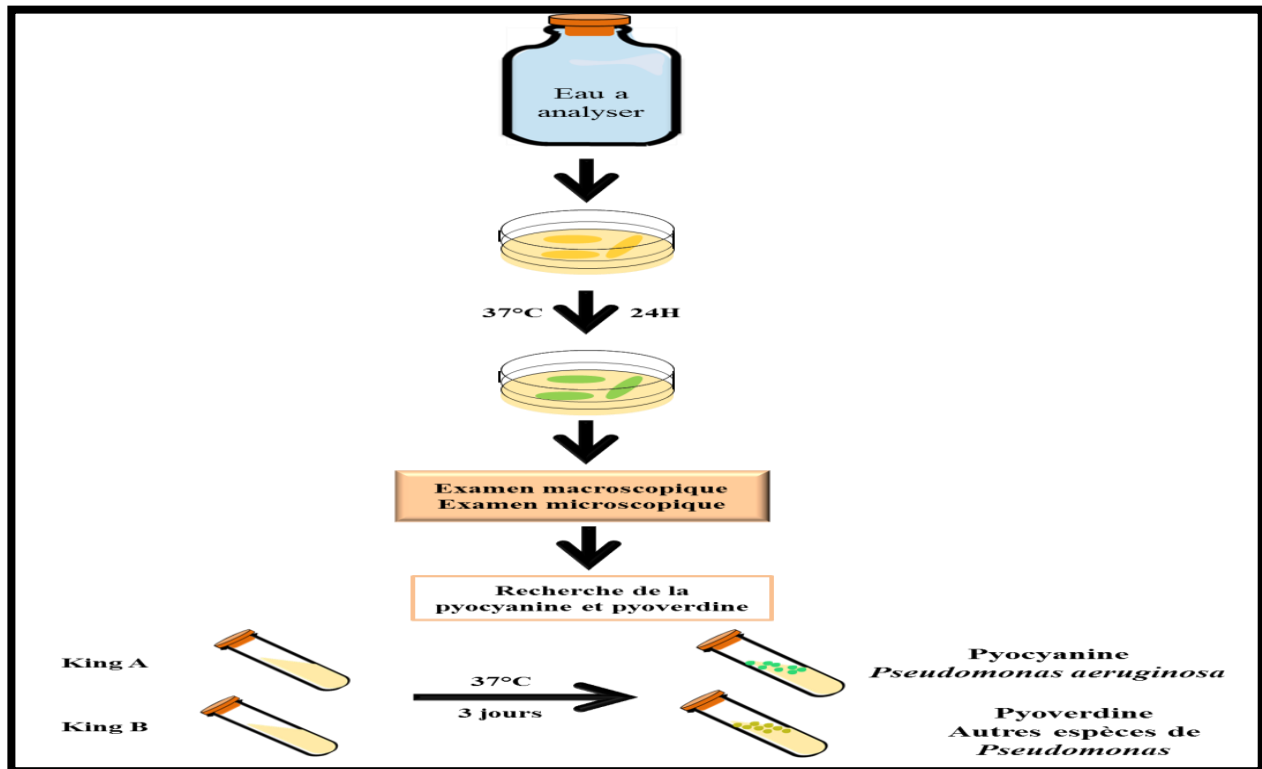 Eau a
analyser
37°C 24H
Examen macroscopique
Examen microscopique
Recherche de la
pyocyanine et pyoverdine
King A
King B
37°C
3 jours
Pyocyanine
Pseudomonas aeruginosa
Pyoverdine
Autres espèces de
Pseudomonas